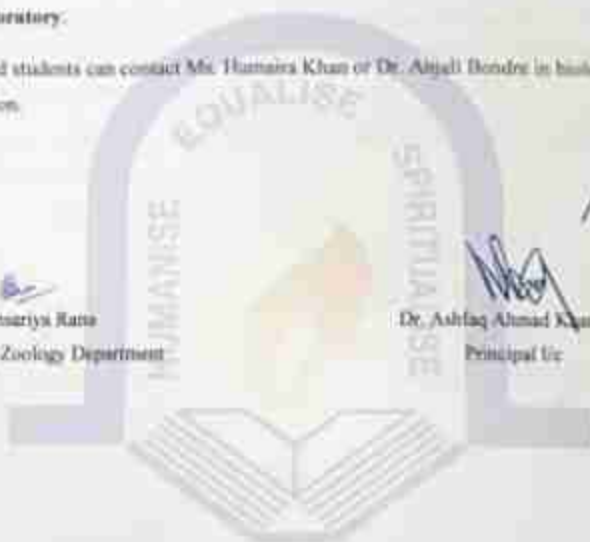 oratory.
d students can contact Ms. Humaira Khan or Dr. Anjali Bondre in biol
on.
EQUALISE
HUMANISE
SPIRITUALISE
Rana
Dr. Ashfaq Ahmad Khan
Zoology Department
Principal I/c